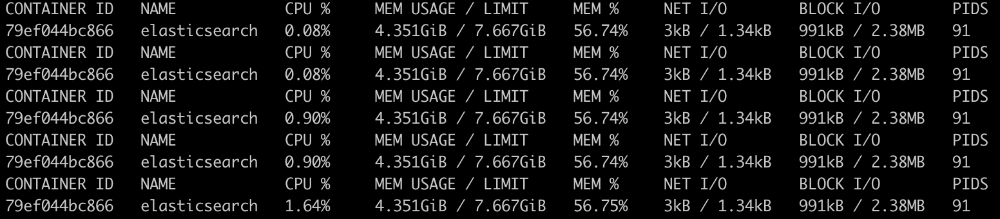 CONTAINER ID NAME CPU % MEM USAGE / LIMIT MEM % NET I/O BLOCK I/O PIDS
79ef044bc866 elasticsearch 0.08% 4.351GiB / 7.667GiB 56.74% 3kB / 1.34kB 991kB / 2.38MB 91
CONTAINER ID NAME CPU % MEM USAGE / LIMIT MEM % NET I/O BLOCK I/O PIDS
79ef044bc866 elasticsearch 0.08% 4.351GiB / 7.667GiB 56.74% 3kB / 1.34kB 991kB / 2.38MB 91
CONTAINER ID NAME CPU % MEM USAGE / LIMIT MEM % NET I/O BLOCK I/O PIDS
79ef044bc866 elasticsearch 0.90% 4.351GiB / 7.667GiB 56.74% 3kB / 1.34kB 991kB / 2.38MB 91
CONTAINER ID NAME CPU % MEM USAGE / LIMIT MEM % NET I/O BLOCK I/O PIDS
79ef044bc866 elasticsearch 0.90% 4.351GiB / 7.667GiB 56.74% 3kB / 1.34kB 991kB / 2.38MB 91
CONTAINER ID NAME CPU % MEM USAGE / LIMIT MEM % NET I/O BLOCK I/O PIDS
79ef044bc866 elasticsearch 1.64% 4.351GiB / 7.667GiB 56.75% 3kB / 1.34kB 991kB / 2.38MB 91